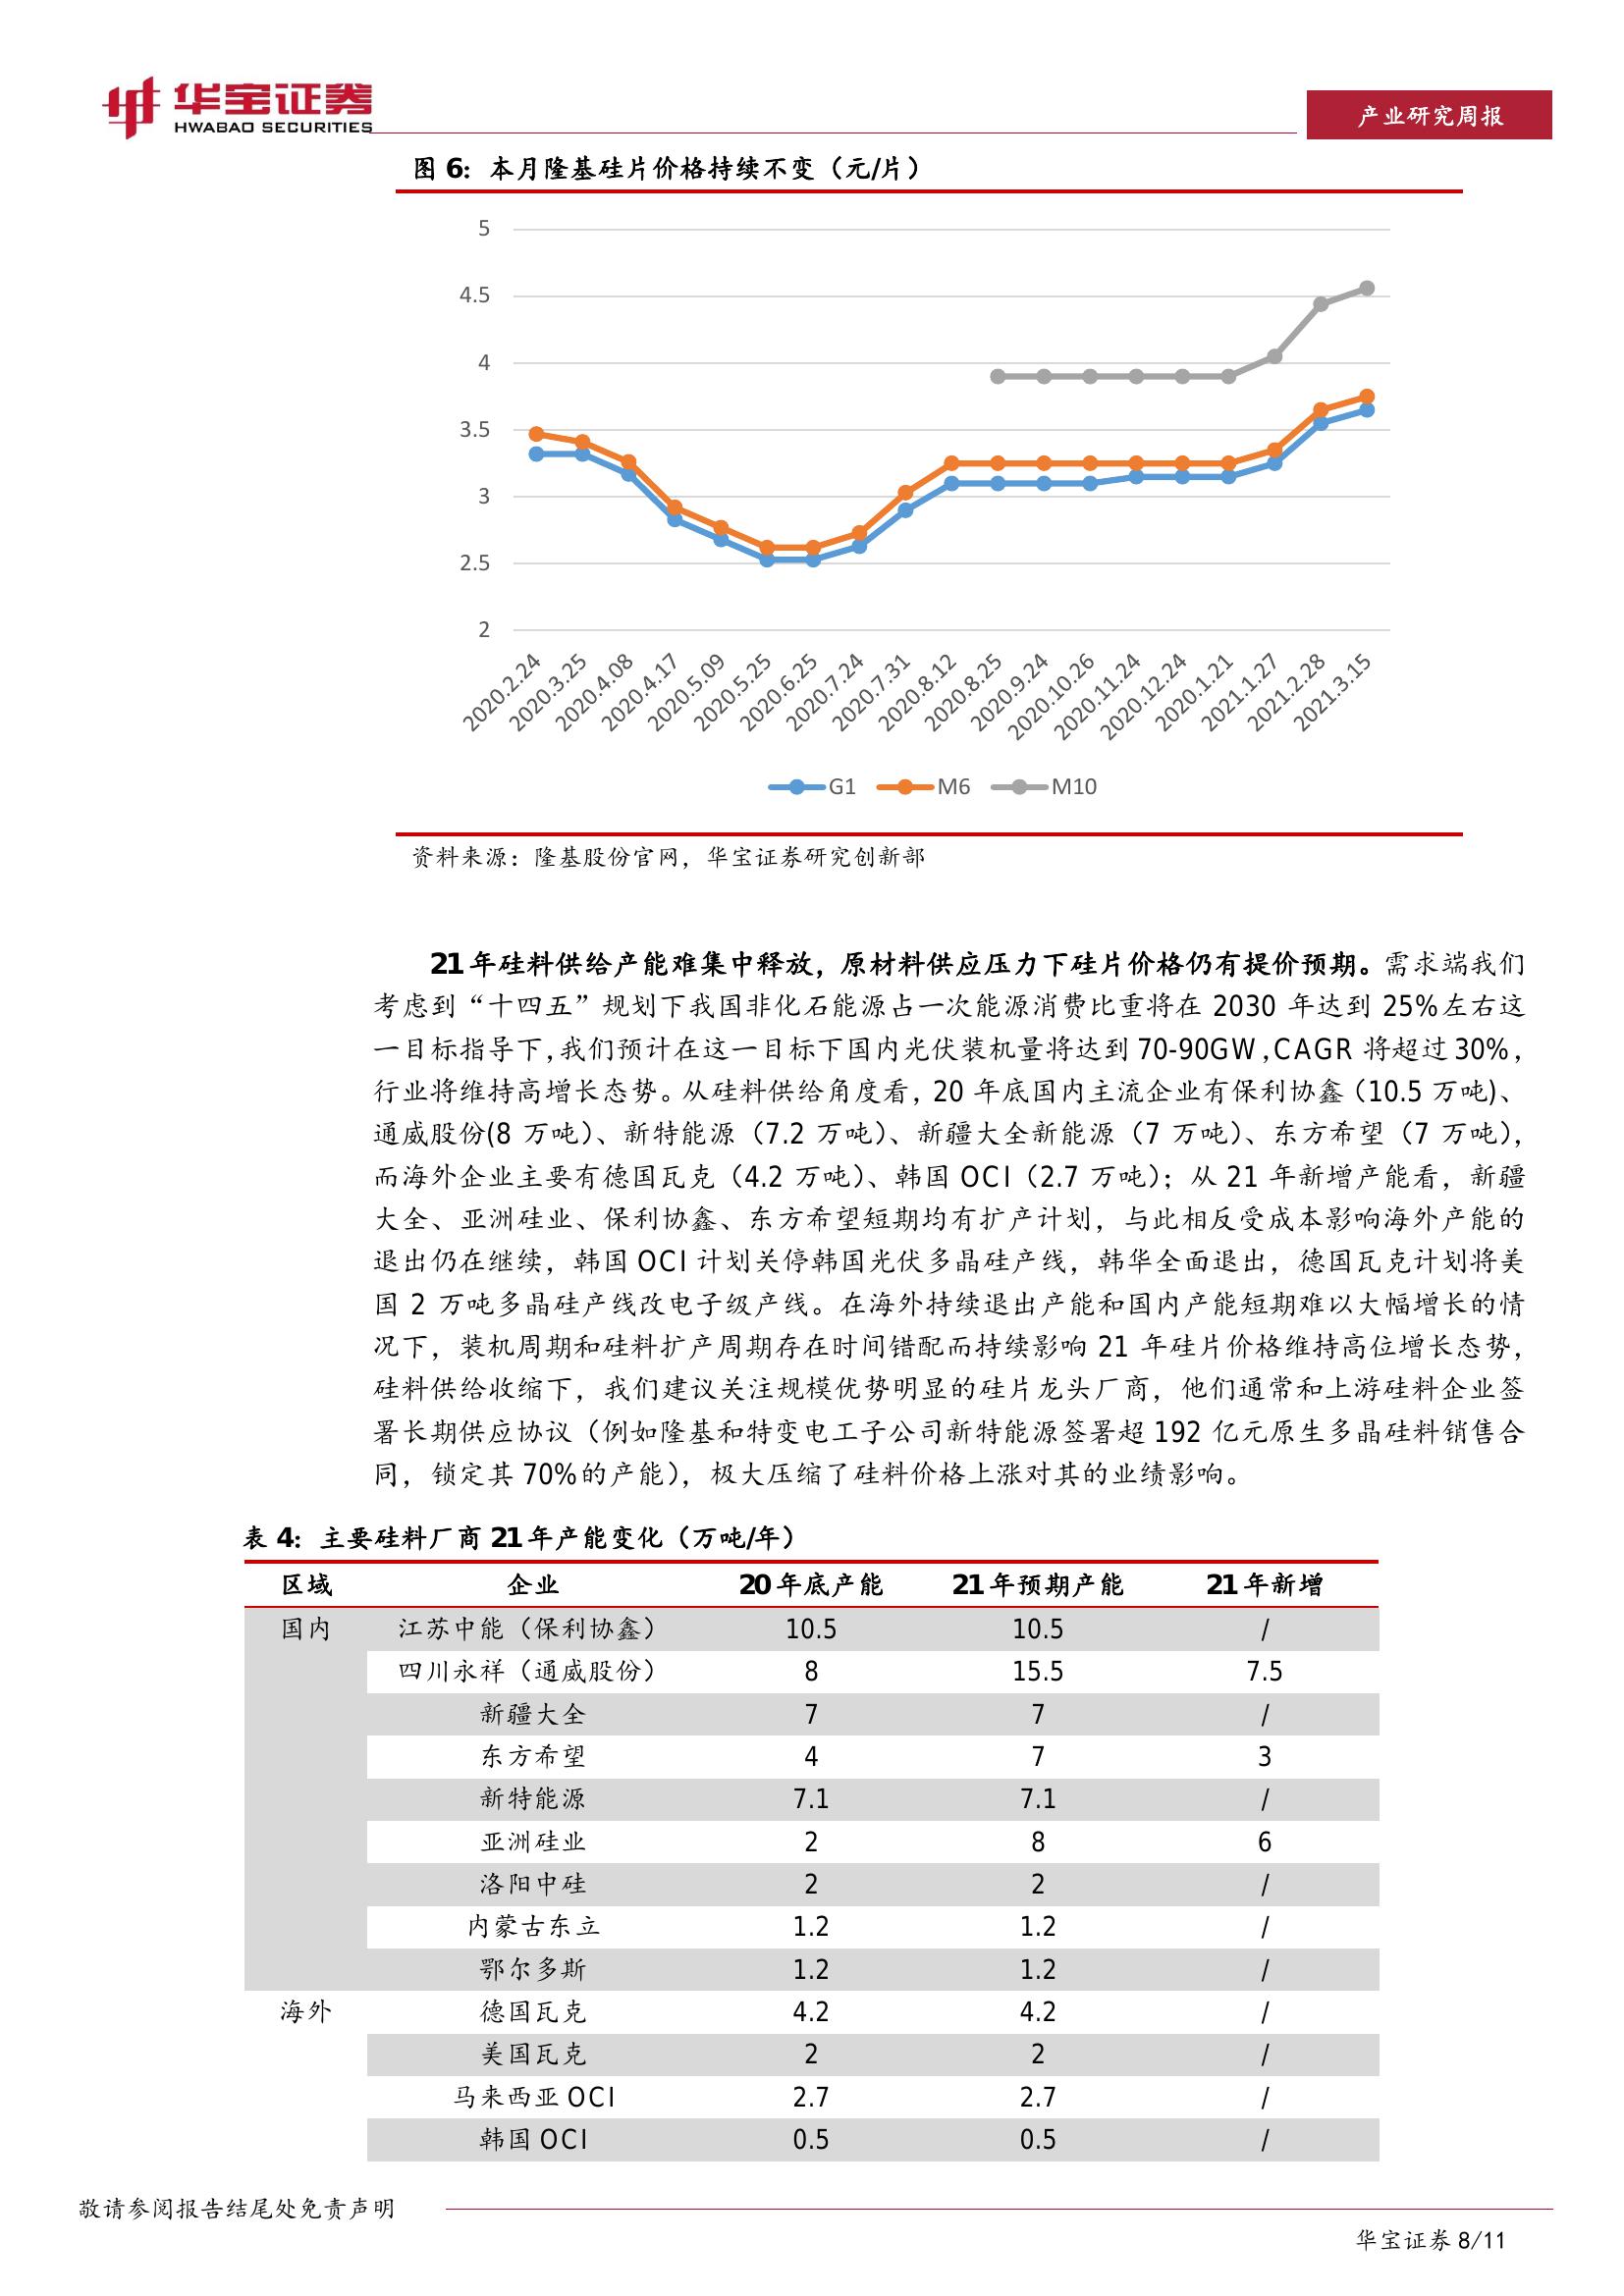 华宝证券
HWABAO SECURITIES
产业研究周报
图 6：本月隆基硅片价格持续不变（元/片）
5
4.5
4
3.5
3
2.5
2
2020.2.24
2020.3.25
2020.4.08
2020.4.17
2020.5.09
2020.5.25
2020.6.25
2020.7.24
2020.7.31
2020.8.12
2020.8.25
2020.9.24
2020.10.26
2020.11.24
2020.12.24
2020.1.21
2021.1.27
2021.2.28
2021.3.15
G1 M6 M10
资料来源：隆基股份官网，华宝证券研究创新部
21 年硅料供给产能难集中释放，原材料供应压力下硅片价格仍有提价预期。需求端我们
考虑到“十四五”规划下我国非化石能源占一次能源消费比重将在 2030 年达到 25%左右这
一目标指导下,我们预计在这一目标下国内光伏装机量将达到 70-90GW,CAGR 将超过 30%，
行业将维持高增长态势。从硅料供给角度看，20 年底国内主流企业有保利协鑫（10.5 万吨)、
通威股份(8 万吨)、新特能源（7.2 万吨)、新疆大全新能源（7 万吨)、东方希望（7 万吨)，
而海外企业主要有德国瓦克（4.2 万吨)、韩国 OCI（2.7 万吨)；从 21 年新增产能看，新疆
大全、亚洲硅业、保利协鑫、东方希望短期均有扩产计划，与此相反受成本影响海外产能的
退出仍在继续，韩国 OCI 计划关停韩国光伏多晶硅产线，韩华全面退出，德国瓦克计划将美
国 2 万吨多晶硅产线改电子级产线。在海外持续退出产能和国内产能短期难以大幅增长的情
况下，装机周期和硅料扩产周期存在时间错配而持续影响 21 年硅片价格维持高位增长态势，
硅料供给收缩下，我们建议关注规模优势明显的硅片龙头厂商，他们通常和上游硅料企业签
署长期供应协议（例如隆基和特变电工子公司新特能源签署超 192 亿元原生多晶硅料销售合
同，锁定其 70%的产能)，极大压缩了硅料价格上涨对其的业绩影响。
表 4：主要硅料厂商 21 年产能变化（万吨/年）
区域 企业 20 年底产能 21 年预期产能 21 年新增
国内 江苏中能（保利协鑫） 10.5 10.5 /
四川永祥（通威股份） 8 15.5 7.5
新疆大全 7 7 /
东方希望 4 7 3
新特能源 7.1 7.1 /
亚洲硅业 2 8 6
洛阳中硅 2 2 /
内蒙古东立 1.2 1.2 /
鄂尔多斯 1.2 1.2 /
海外 德国瓦克 4.2 4.2 /
美国瓦克 2 2 /
马来西亚 OCI 2.7 2.7 /
韩国 OCI 0.5 0.5 /
敬请参阅报告结尾处免责声明
华宝证券 8/11